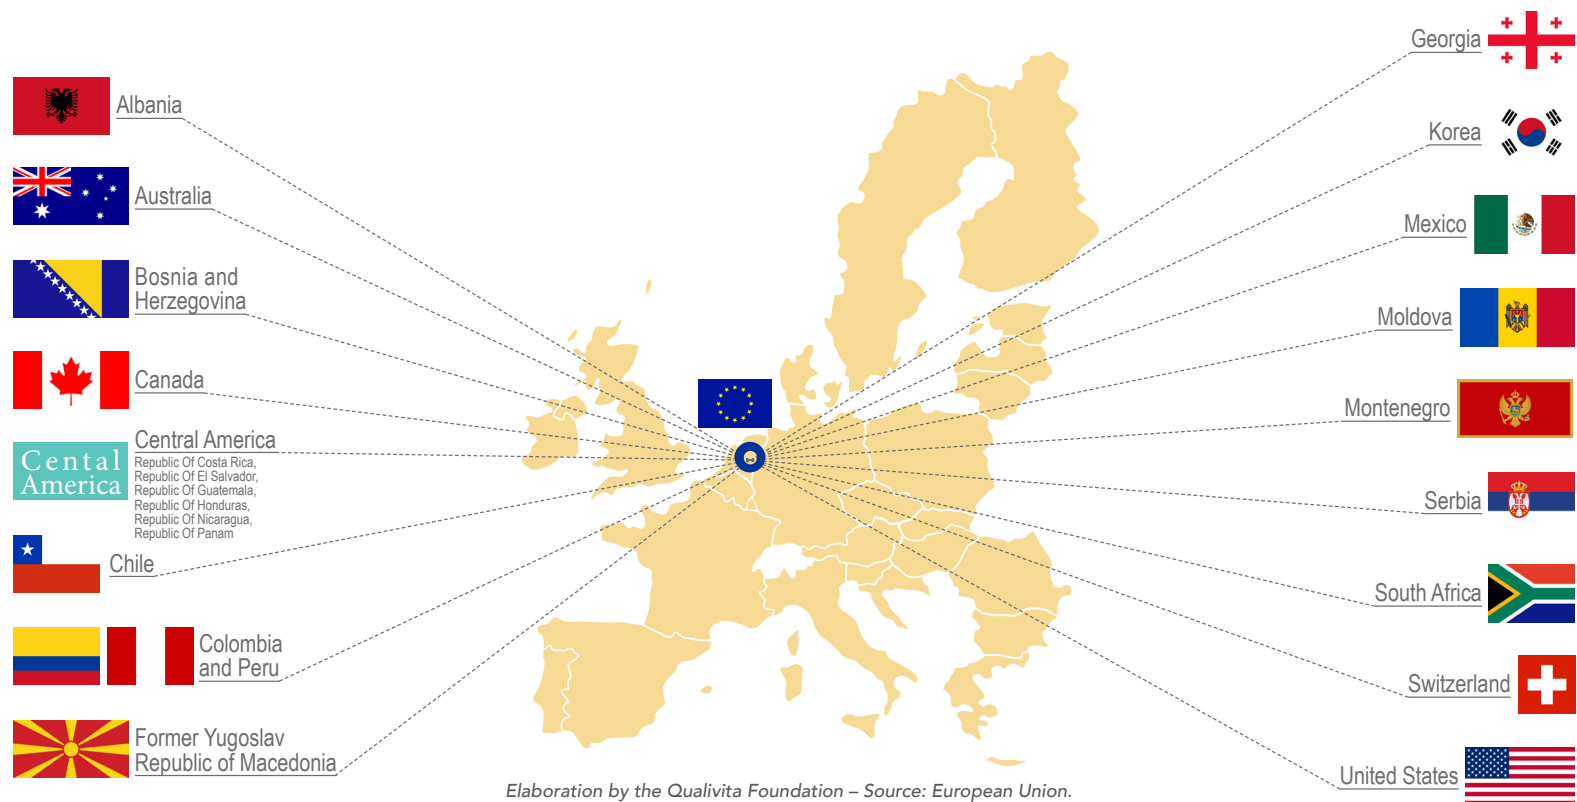 Albania
Australia
Bosnia and
Herzegovina
Canada
Central America
Cental
America
Republic Of Costa Rica,
Republic Of El Salvador,
Republic Of Guatemala,
Republic Of Honduras,
Republic Of Nicaragua,
Republic Of Panam
Chile
Colombia
and Peru
Former Yugoslav
Republic of Macedonia
Georgia
Korea
Mexico
Moldova
Montenegro
Serbia
South Africa
Switzerland
United States
Elaboration by the Qualivita Foundation – Source: European Union.